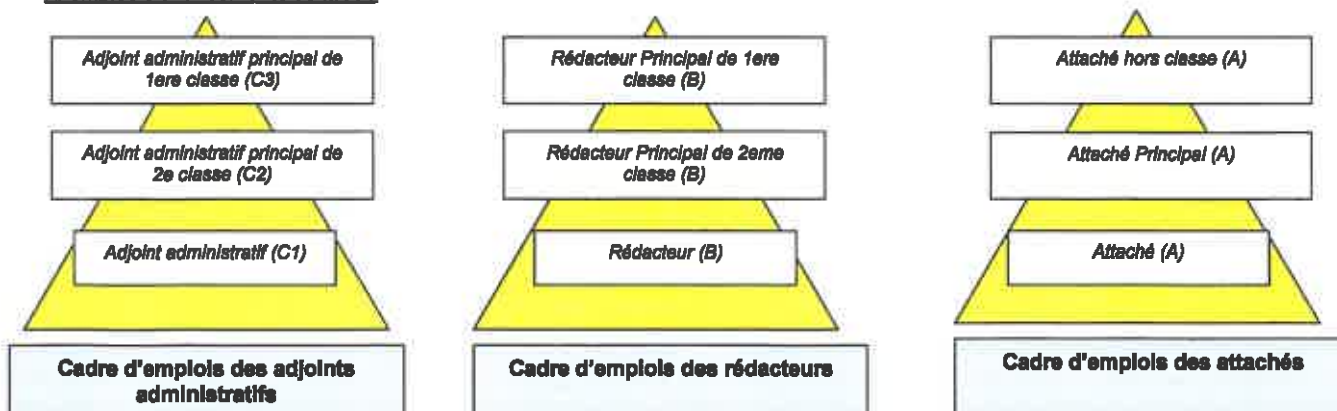 Adjoint administratif principal de
1ere classe (C3)
Adjoint administratif principal de
2e classe (C2)
Adjoint administratif (C1)
Cadre d'emplois des adjoints
administratifs
Rédacteur Principal de 1ere
classe (B)
Rédacteur Principal de 2eme
classe (B)
Rédacteur (B)
Cadre d'emplois des rédacteurs
Attaché hors classe (A)
Attaché Principal (A)
Attaché (A)
Cadre d'emplois des attachés